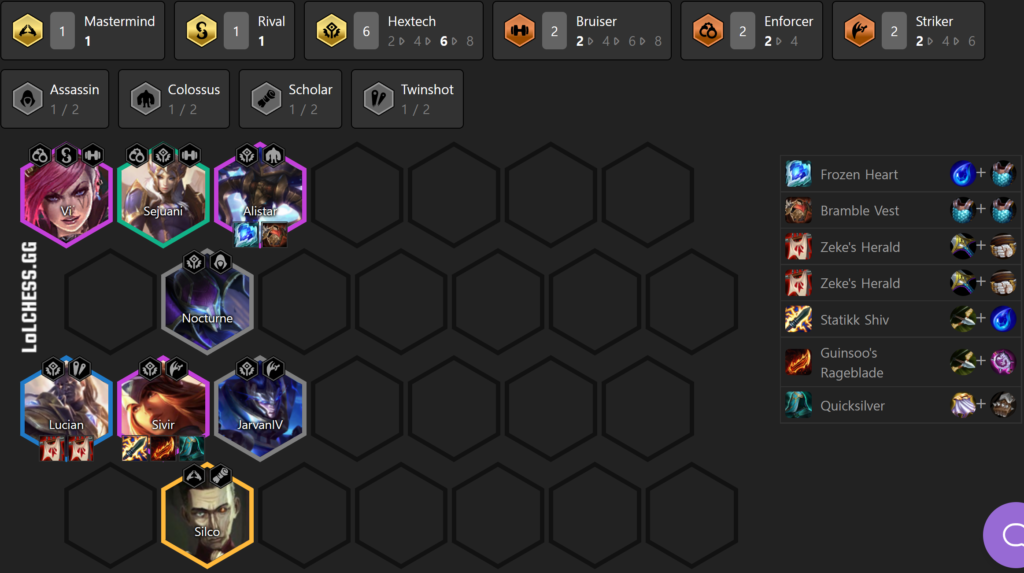 1 Mastermind
1
1 Rival
1
6 Hextech
2 4 6 8
2 Bruiser
2 4 6 8
2 Enforcer
2 4
2 Striker
2 4 6
Assassin
1 / 2
Colossus
1 / 2
Scholar
1 / 2
Twinshot
1 / 2
Vi
Sejuani
Alistar
Nocturne
Lucian
Sivir
JarvanIV
Silco
LoLCHESS.GG
Frozen Heart
+
Bramble Vest
+
Zeke's Herald
+
Zeke's Herald
+
Statikk Shiv
+
Guinsoo's
Rageblade
+
Quicksilver
+